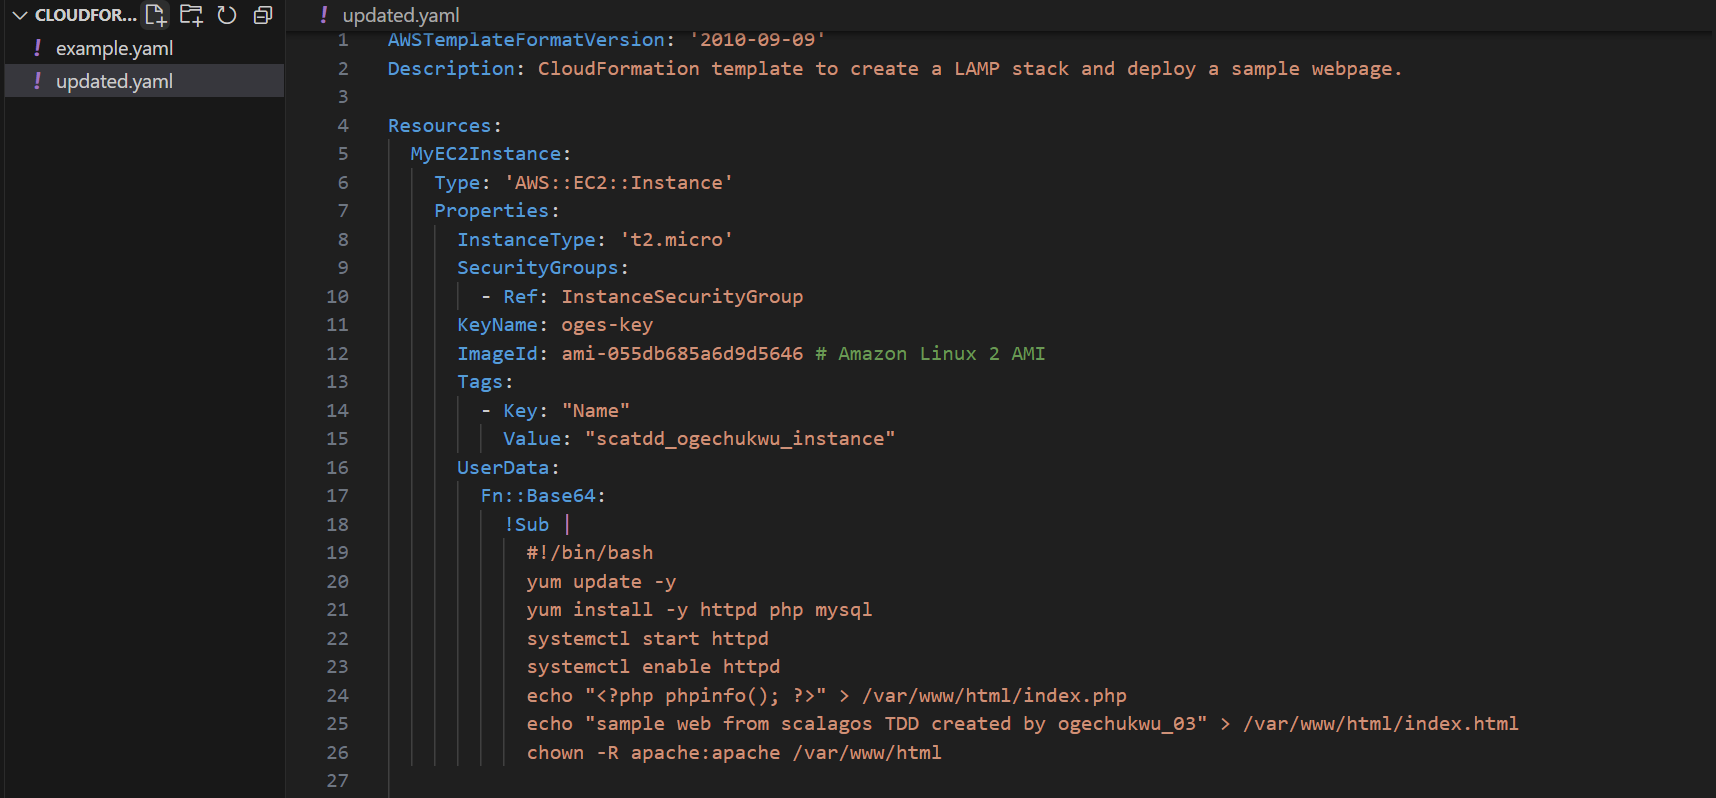 CLOUDFOR...
! example.yaml
! updated.yaml
! updated.yaml
1 AWSTemplateFormatVersion: '2010-09-09'
2 Description: CloudFormation template to create a LAMP stack and deploy a sample webpage.
3
4 Resources:
5 MyEC2Instance:
6 Type: 'AWS::EC2::Instance'
7 Properties:
8 InstanceType: 't2.micro'
9 SecurityGroups:
10 - Ref: InstanceSecurityGroup
11 KeyName: oges-key
12 ImageId: ami-055db685a6d9d5646 # Amazon Linux 2 AMI
13 Tags:
14 - Key: "Name"
15 Value: "scatdd_ogechukwu_instance"
16 UserData:
17 Fn::Base64:
18 !Sub |
19 #!/bin/bash
20 yum update -y
21 yum install -y httpd php mysql
22 systemctl start httpd
23 systemctl enable httpd
24 echo "<?php phpinfo(); ?>" > /var/www/html/index.php
25 echo "sample web from scalagos TDD created by ogechukwu_03" > /var/www/html/index.html
26 chown -R apache:apache /var/www/html
27